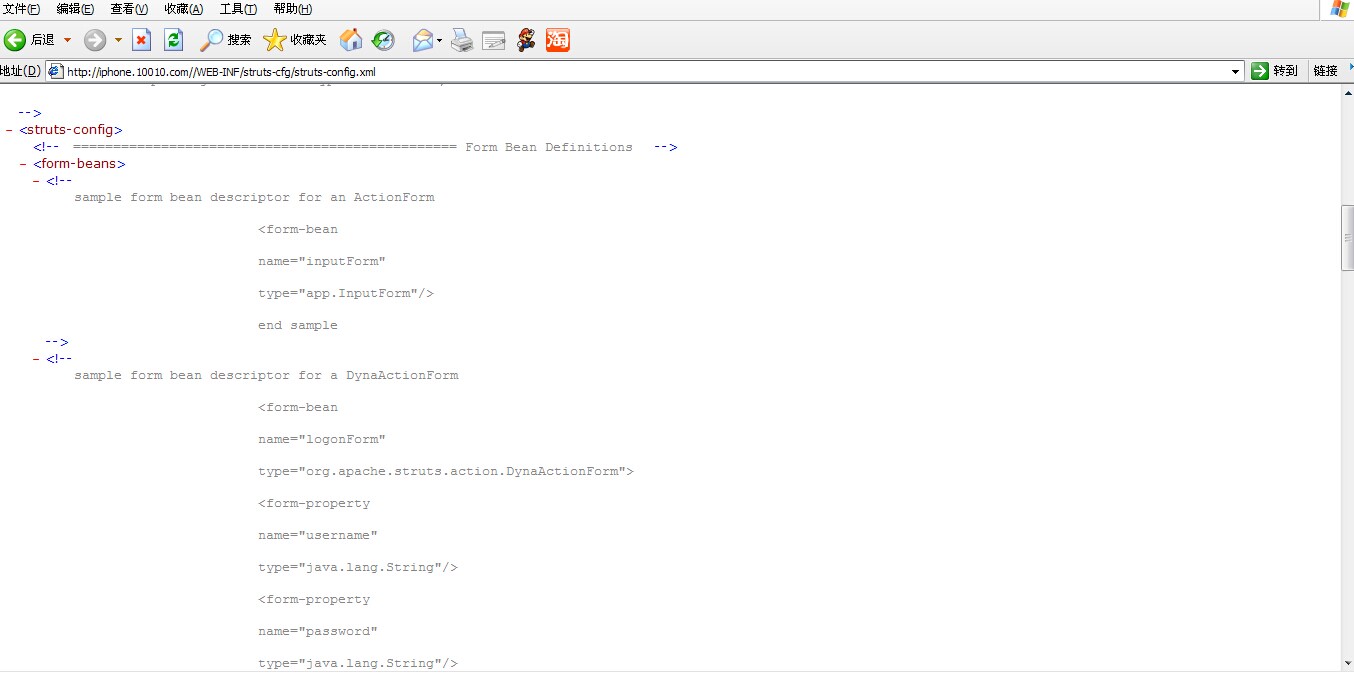 文件(F) 编辑(E) 查看(V) 收藏(A) 工具(T) 帮助(H)
后退 搜索 收藏夹 淘
地址(D) http://iphone.10010.com//WEB-INF/struts-cfg/struts-config.xml 转到 链接
-->
- <struts-config>
<!-- ================================================ Form Bean Definitions -->
- <form-beans>
- <!--
sample form bean descriptor for an ActionForm
<form-bean
name="inputForm"
type="app.InputForm"/>
end sample
-->
- <!--
sample form bean descriptor for a DynaActionForm
<form-bean
name="logonForm"
type="org.apache.struts.action.DynaActionForm">
<form-property
name="username"
type="java.lang.String"/>
<form-property
name="password"
type="java.lang.String"/>